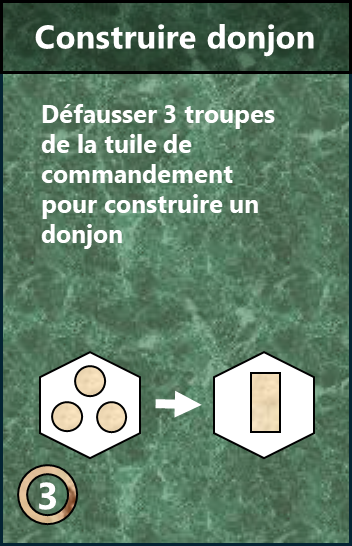 Construire donjon
Défausser 3 troupes
de la tuile de
commandement
pour construire un
donjon
3